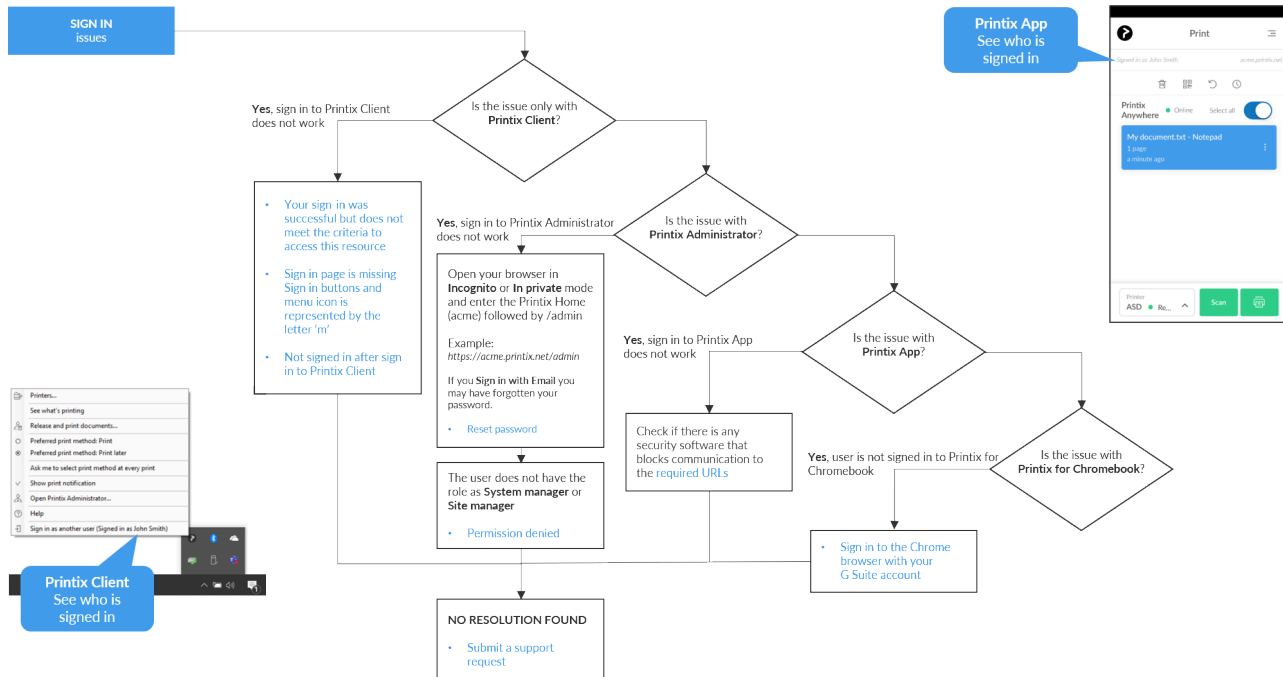 SIGN IN
issues
Printix App
See who is
signed in
Print
Signed in as John Smith
acme.printix.net
Printix
Anywhere
Online
Select all
My document.txt - Notepad
1 page
a minute ago
Printer
ASD
Re...
Scan
Is the issue only with
Printix Client?
Yes, sign in to Printix Client
does not work
• Your sign-in was
successful but does not
meet the criteria to
access this resource
• Sign in page is missing
Sign in buttons and
menu icon is
represented by the
letter ‘m’
• Not signed in after sign
in to Printix Client
Is the issue with
Printix Administrator?
Yes, sign in to Printix Administrator
does not work
Open your browser in
Incognito or In private mode
and enter the Printix Home
(acme) followed by /admin
Example:
https://acme.printix.net/admin
If you Sign in with Email you
may have forgotten your
password.
• Reset password
The user does not have the
role as System manager or
Site manager
• Permission denied
Is the issue with
Printix App?
Yes, sign in to Printix App
does not work
Check if there is any
security software that
blocks communication to
the required URLs
Is the issue with
Printix for Chromebook?
Yes, user is not signed in to Printix for
Chromebook
• Sign in to the Chrome
browser with your
G Suite account
NO RESOLUTION FOUND
• Submit a support
request
Printers...
See what's printing
Release and print documents...
Preferred print method: Print
Preferred print method: Print later
Ask me to select print method at every print
Show print notification
Open Printix Administrator...
Help
Sign in as another user (Signed in as John Smith)
Printix Client
See who is
signed in